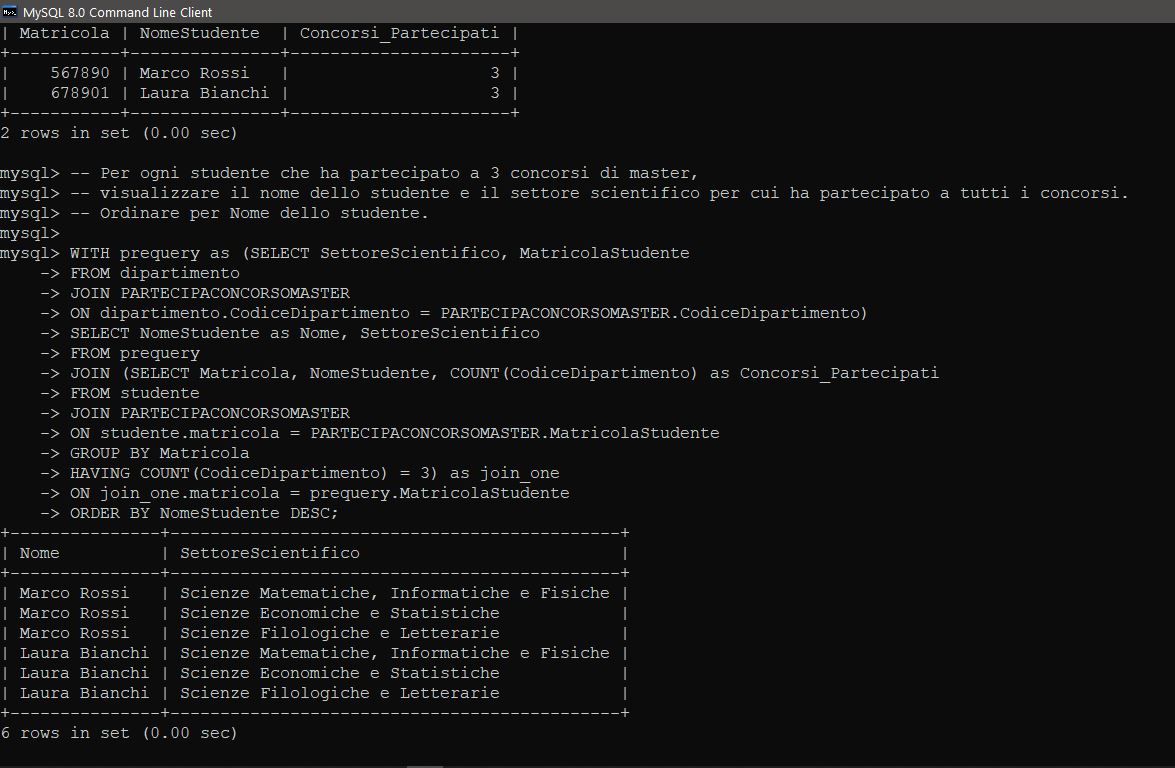 MySQL 8.0 Command Line Client
| Matricola | NomeStudente  | Concorsi_Partecipati |
+-----------+---------------+----------------------+
|    567890 | Marco Rossi   |                    3 |
|    678901 | Laura Bianchi |                    3 |
+-----------+---------------+----------------------+
2 rows in set (0.00 sec)
mysql> -- Per ogni studente che ha partecipato a 3 concorsi di master,
mysql> -- visualizzare il nome dello studente e il settore scientifico per cui ha partecipato a tutti i concorsi.
mysql> -- Ordinare per Nome dello studente.
mysql>
mysql> WITH prequery as (SELECT SettoreScientifico, MatricolaStudente
    -> FROM dipartimento
    -> JOIN PARTECIPACONCORSOMASTER
    -> ON dipartimento.CodiceDipartimento = PARTECIPACONCORSOMASTER.CodiceDipartimento)
    -> SELECT NomeStudente as Nome, SettoreScientifico
    -> FROM prequery
    -> JOIN (SELECT Matricola, NomeStudente, COUNT(CodiceDipartimento) as Concorsi_Partecipati
    -> FROM studente
    -> JOIN PARTECIPACONCORSOMASTER
    -> ON studente.matricola = PARTECIPACONCORSOMASTER.MatricolaStudente
    -> GROUP BY Matricola
    -> HAVING COUNT(CodiceDipartimento) = 3) as join_one
    -> ON join_one.matricola = prequery.MatricolaStudente
    -> ORDER BY NomeStudente DESC;
+---------------+---------------------------------------------+
| Nome          | SettoreScientifico                          |
+---------------+---------------------------------------------+
| Marco Rossi   | Scienze Matematiche, Informatiche e Fisiche |
| Marco Rossi   | Scienze Economiche e Statistiche            |
| Marco Rossi   | Scienze Filologiche e Letterarie            |
| Laura Bianchi | Scienze Matematiche, Informatiche e Fisiche |
| Laura Bianchi | Scienze Economiche e Statistiche            |
| Laura Bianchi | Scienze Filologiche e Letterarie            |
+---------------+---------------------------------------------+
6 rows in set (0.00 sec)